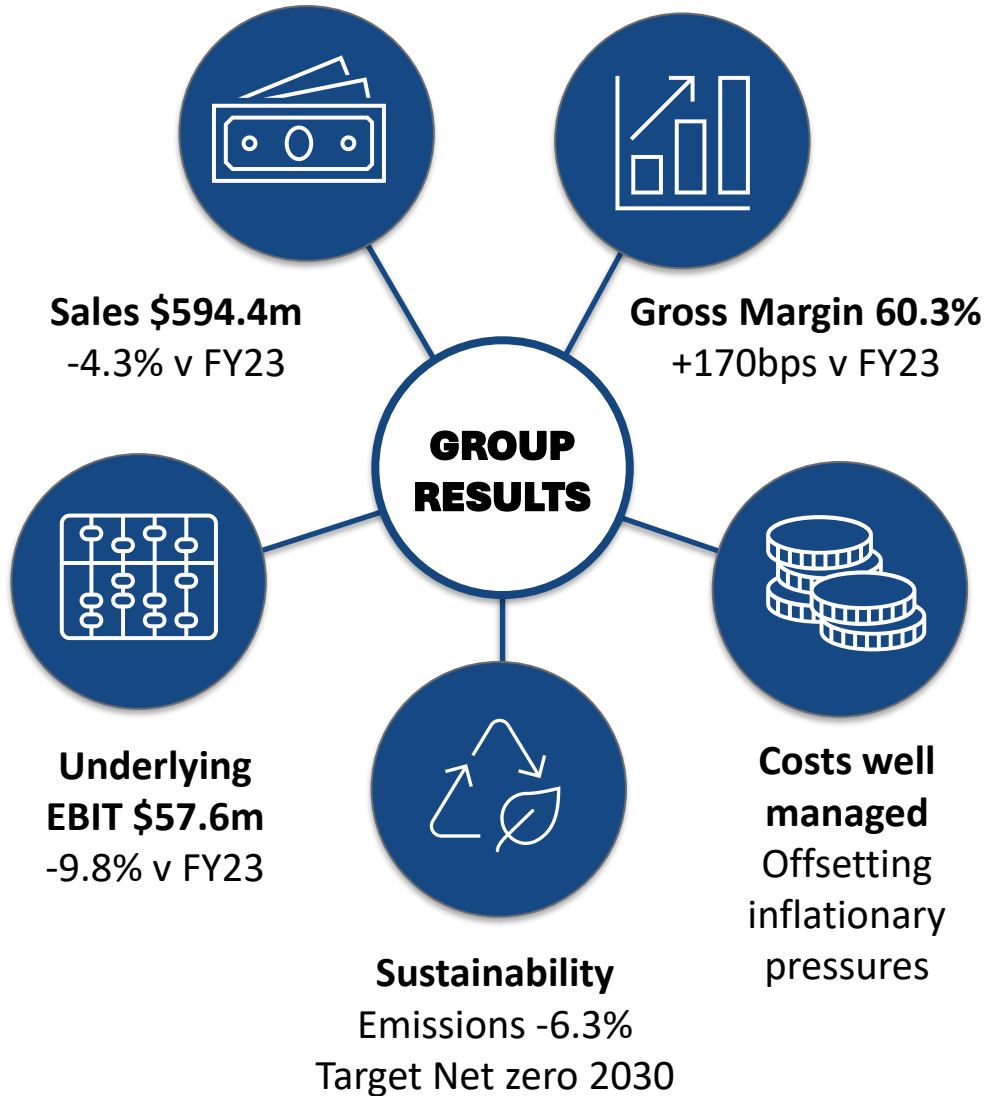 Sales $594.4m
-4.3% v FY23
Gross Margin 60.3%
+170bps v FY23
GROUP
RESULTS
Underlying
EBIT $57.6m
-9.8% v FY23
Costs well
managed
Offsetting
inflationary
pressures
Sustainability
Emissions -6.3%
Target Net zero 2030